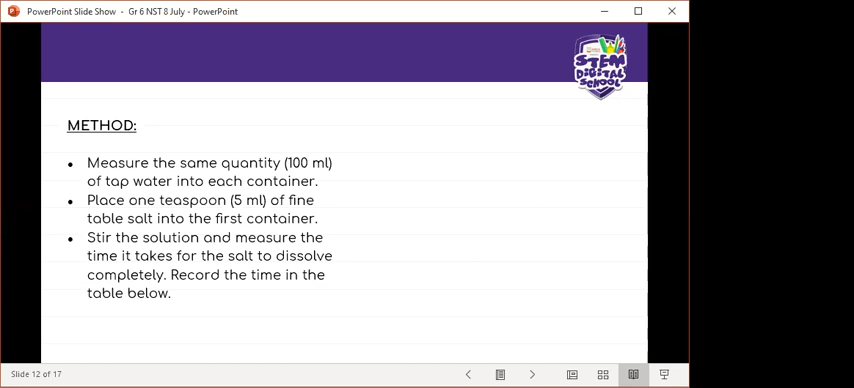 PowerPoint Slide Show - Gr 6 NST 8 July - PowerPoint
STEM
DIGITAL
SCHOOL
METHOD:
• Measure the same quantity (100 ml)
of tap water into each container.
• Place one teaspoon (5 ml) of fine
table salt into the first container.
• Stir the solution and measure the
time it takes for the salt to dissolve
completely. Record the time in the
table below.
Slide 12 of 17